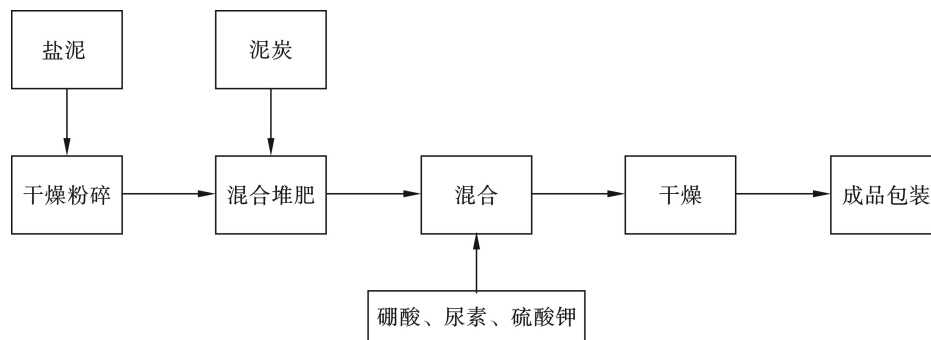 盐泥
泥炭
干燥粉碎
混合堆肥
混合
干燥
成品包装
硼酸、尿素、硫酸钾